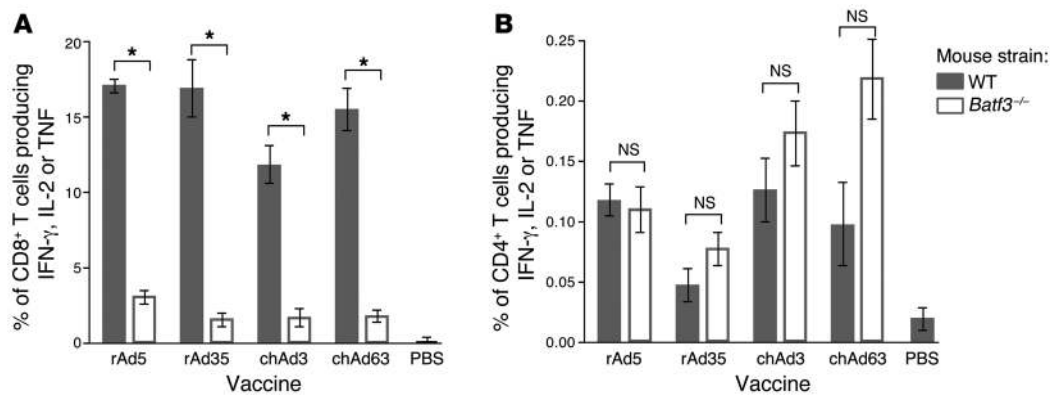 A
% of CD8+ T cells producing
IFN-γ, IL-2 or TNF
20
15
10
5
0
*
*
*
*
rAd5
rAd35
chAd3
chAd63
PBS
Vaccine
B
% of CD4+ T cells producing
IFN-γ, IL-2 or TNF
0.25
0.20
0.15
0.10
0.05
0.00
NS
NS
NS
NS
rAd5
rAd35
chAd3
chAd63
PBS
Vaccine
Mouse strain:
WT
Batf3–/–